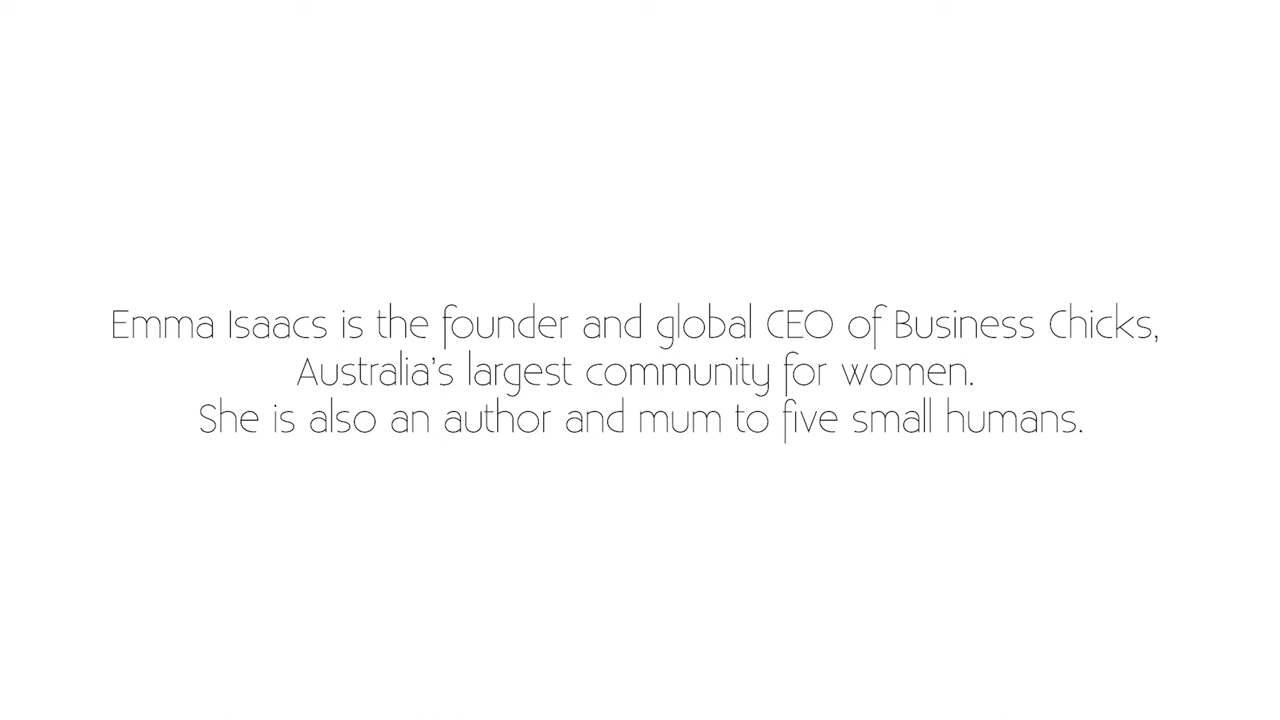 Emma Isaacs is the founder and global CEO of Business Chicks,
Australia's largest community for women.
She is also an author and mum to five small humans.